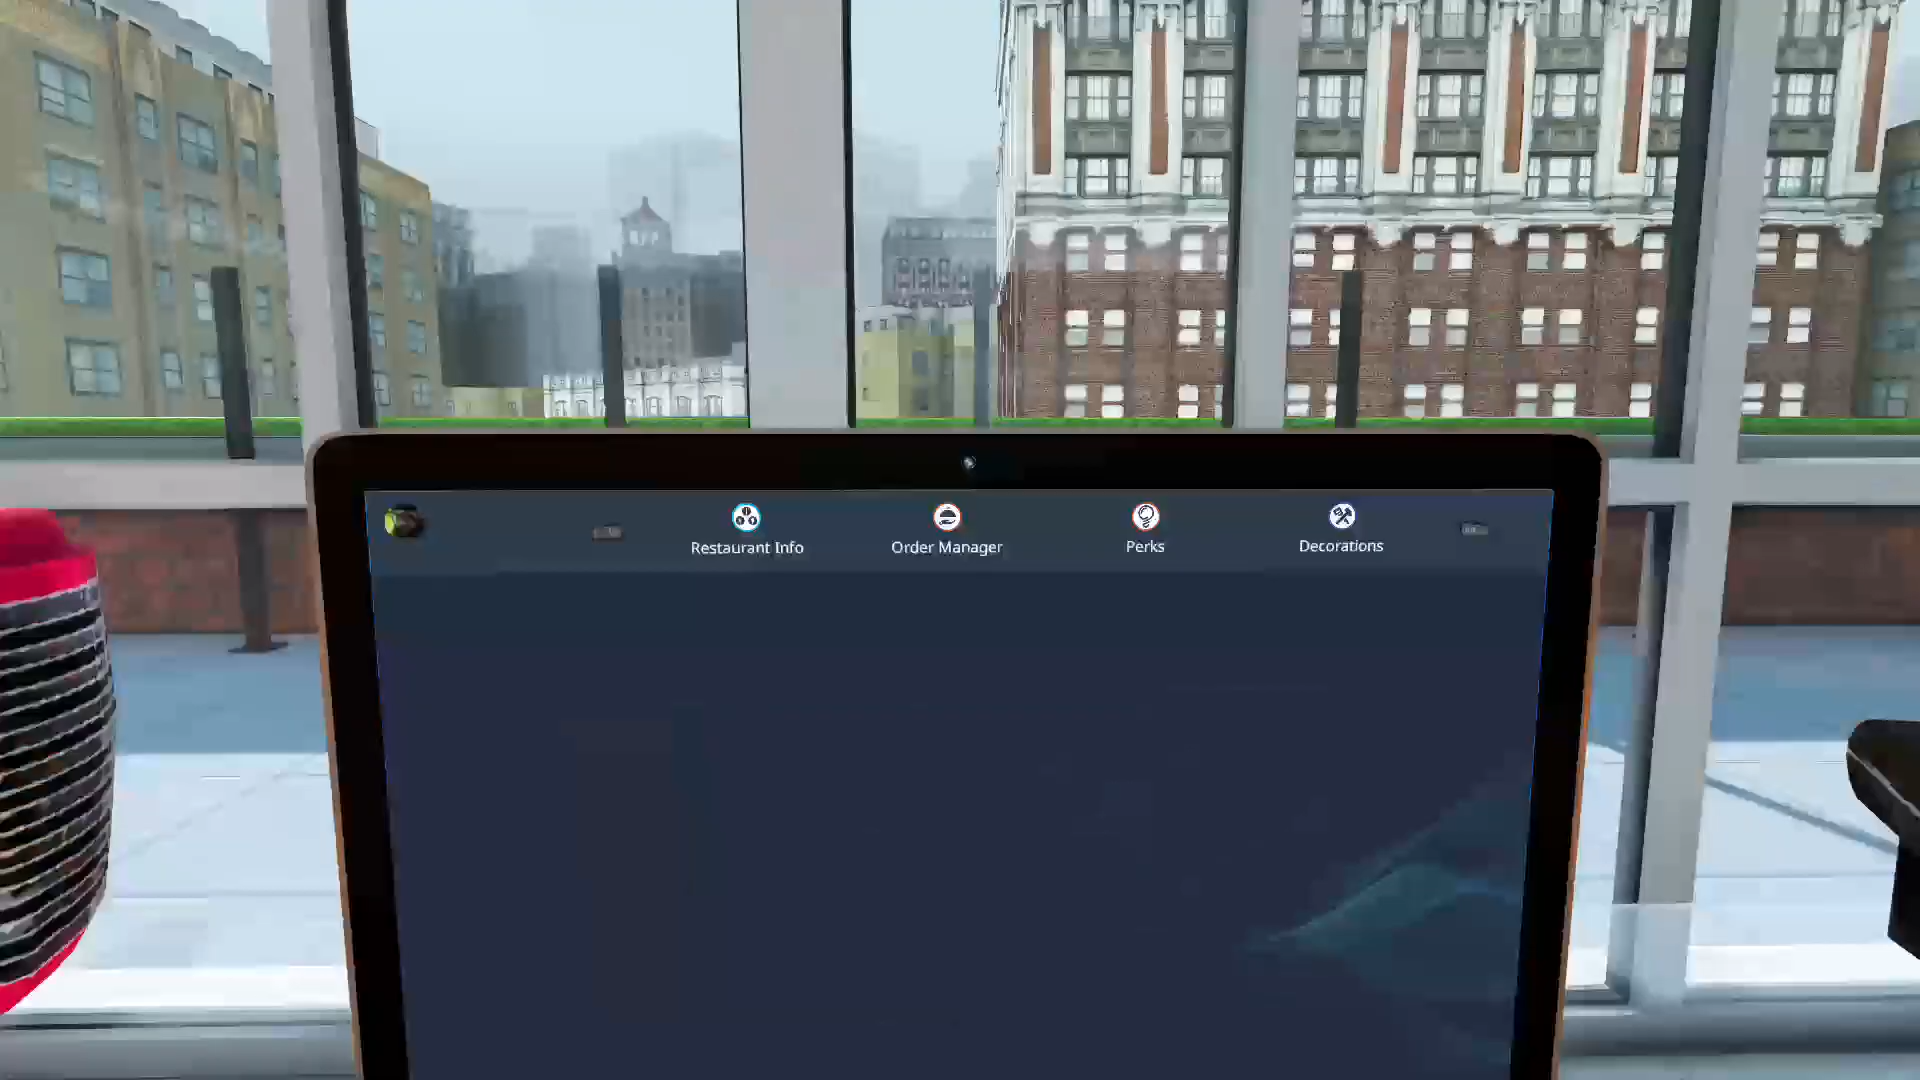 Restaurant Info
Order Manager
Perks
Decorations